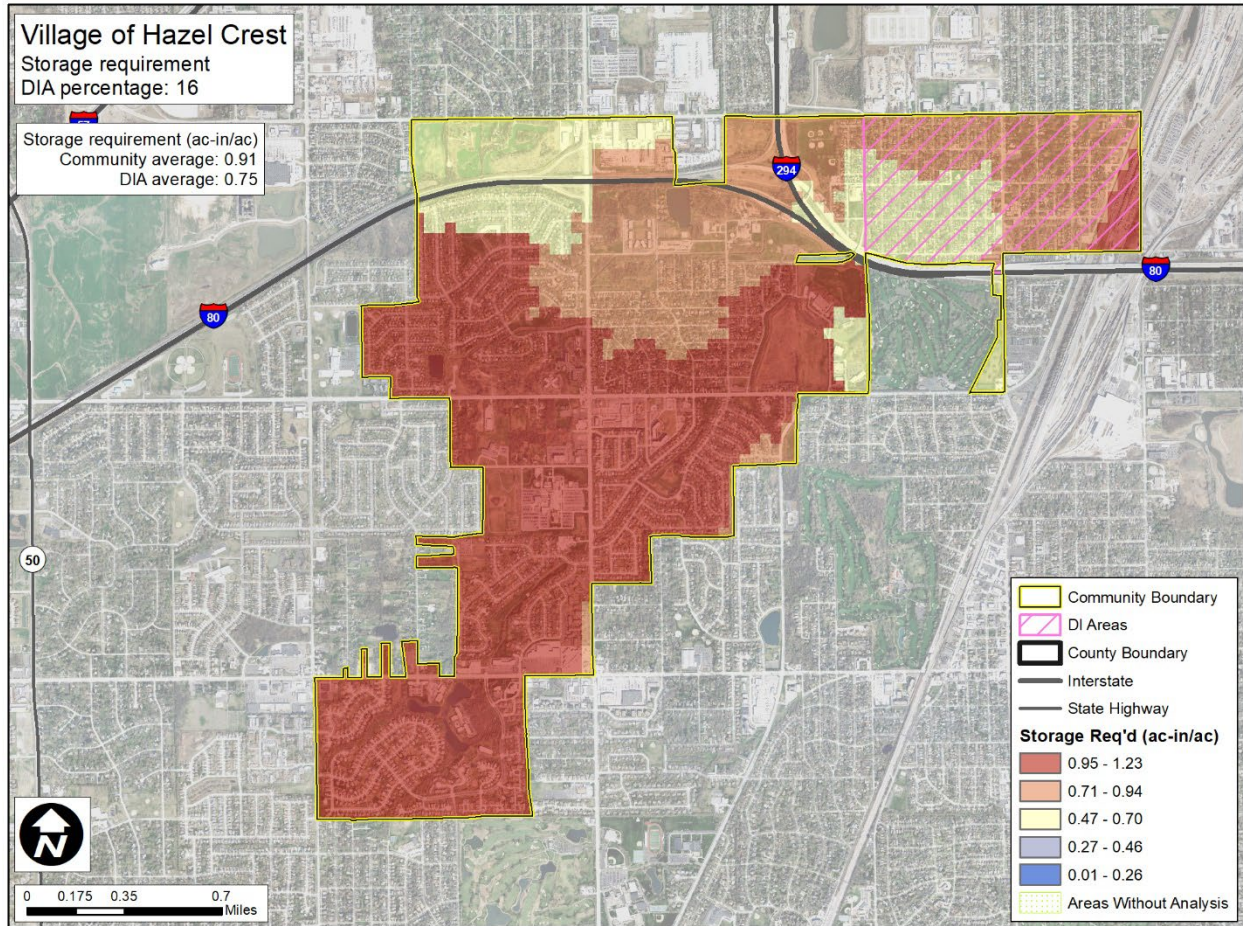 Village of Hazel Crest
Storage requirement
DIA percentage: 16
57
Storage requirement (ac-in/ac)
Community average: 0.91
DIA average: 0.75
294
80
80
50
Community Boundary
DI Areas
County Boundary
Interstate
State Highway
Storage Req'd (ac-in/ac)
0.95 - 1.23
0.71 - 0.94
0.47 - 0.70
0.27 - 0.46
0.01 - 0.26
Areas Without Analysis
N
0 0.175 0.35 0.7
Miles